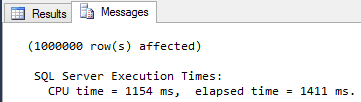 Results Messages
(1000000 row(s) affected)
SQL Server Execution Times:
CPU time = 1154 ms,  elapsed time = 1411 ms.